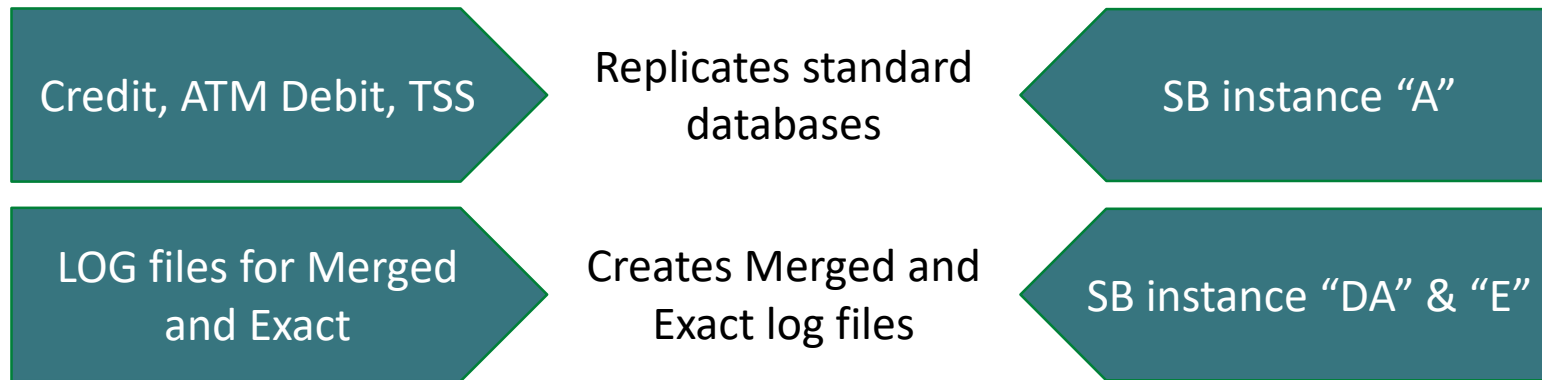 Credit, ATM Debit, TSS
Replicates standard
databases
SB instance “A”
LOG files for Merged
and Exact
Creates Merged and
Exact log files
SB instance “DA” & “E”